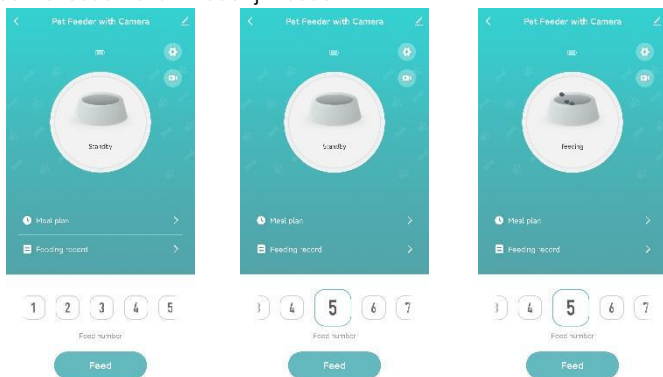 Pet Feeder with Camera
Standby
Meal plan
Feeding record
1 2 3 4 5
Feed number
Feed
Pet Feeder with Camera
Standby
Meal plan
Feeding record
3 4 5 6 7
Feed number
Feed
Pet Feeder with Camera
feeding
Meal plan
Feeding record
3 4 5 6 7
Feed number
Feed